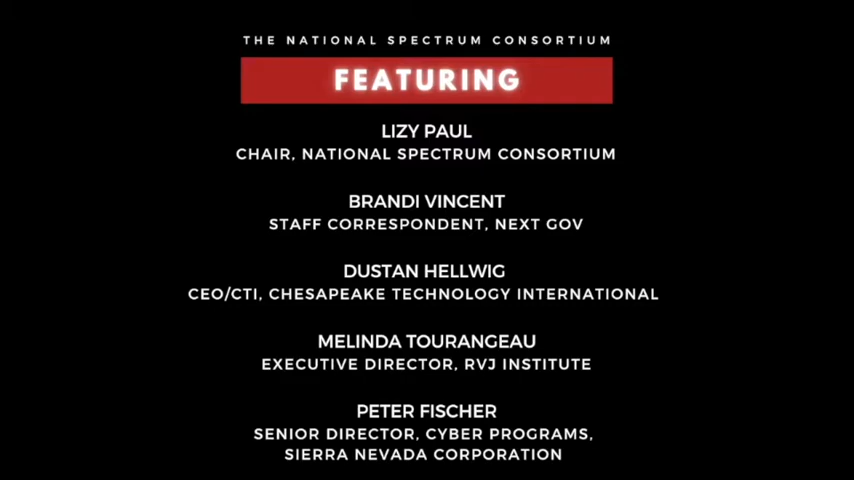 THE NATIONAL SPECTRUM CONSORTIUM
FEATURING
LIZY PAUL
CHAIR, NATIONAL SPECTRUM CONSORTIUM
BRANDI VINCENT
STAFF CORRESPONDENT, NEXT GOV
DUSTAN HELLWIG
CEO/CTI, CHESAPEAKE TECHNOLOGY INTERNATIONAL
MELINDA TOURANGEAU
EXECUTIVE DIRECTOR, RVJ INSTITUTE
PETER FISCHER
SENIOR DIRECTOR, CYBER PROGRAMS,
SIERRA NEVADA CORPORATION